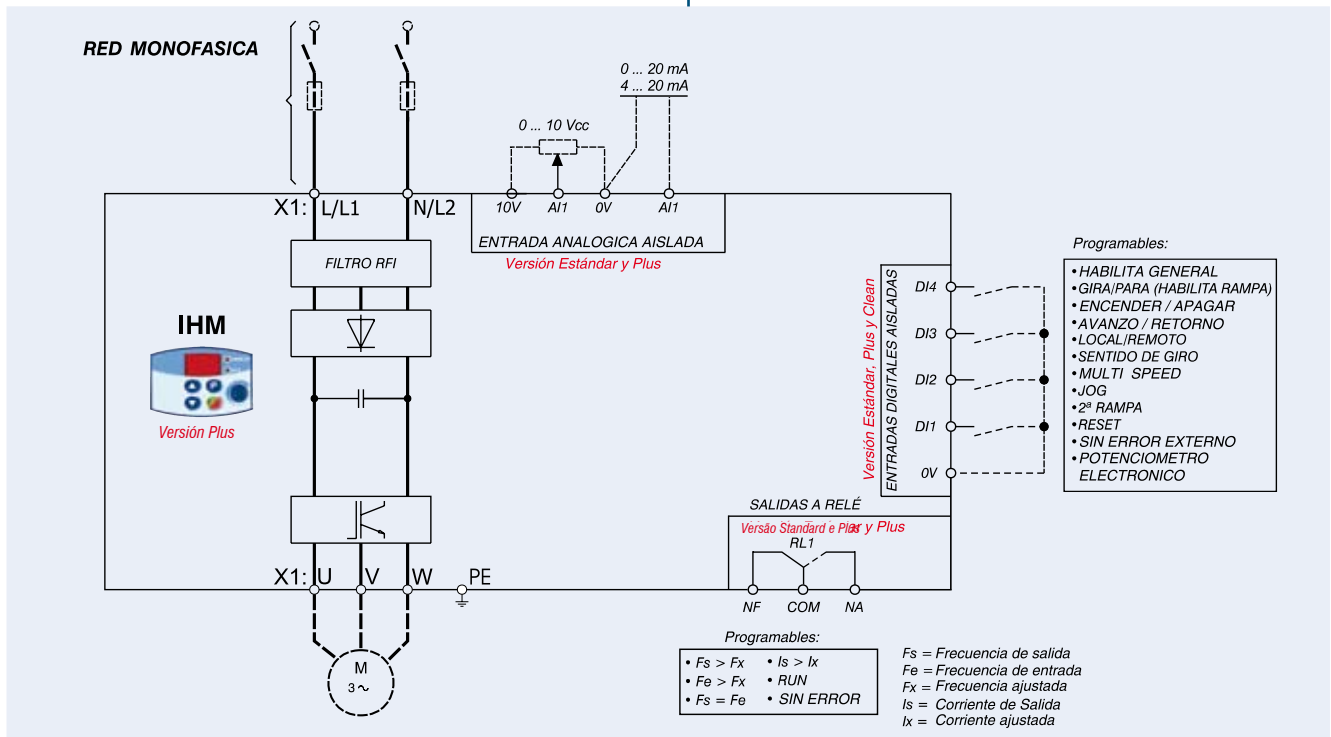 RED MONOFASICA
0 ... 20 mA
4 ... 20 mA
0 ... 10 Vcc
X1: L/L1 N/L2
10V AI1 0V AI1
ENTRADA ANALOGICA AISLADA
Versión Estándar y Plus
FILTRO RFI
IHM
Versión Plus
Versión Estándar, Plus y Clean
ENTRADAS DIGITALES AISLADAS
DI4
DI3
DI2
DI1
0V
Programables:
• HABILITA GENERAL
• GIRA/PARA (HABILITA RAMPA)
• ENCENDER / APAGAR
• AVANZO / RETORNO
• LOCAL/REMOTO
• SENTIDO DE GIRO
• MULTI SPEED
• JOG
• 2ª RAMPA
• RESET
• SIN ERROR EXTERNO
• POTENCIOMETRO
ELECTRONICO
SALIDAS A RELÉ
Versão Standard e Plus ar y Plus
RL1
NF COM NA
X1: U V W PE
M
3~
Programables:
• Fs > Fx • Is > Ix
• Fe > Fx • RUN
• Fs = Fe • SIN ERROR
Fs = Frecuencia de salida
Fe = Frecuencia de entrada
Fx = Frecuencia ajustada
Is = Corriente de Salida
Ix = Corriente ajustada